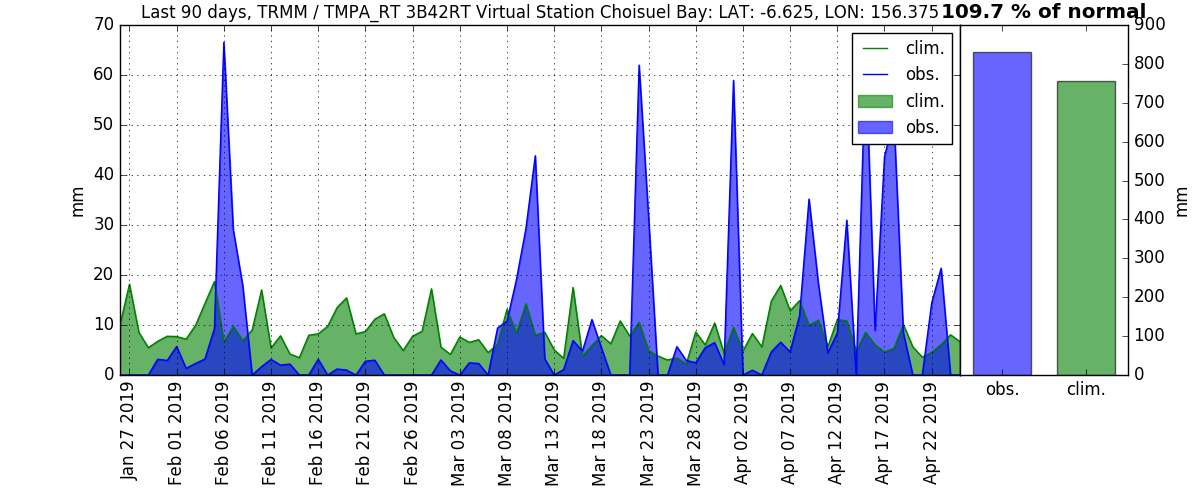 Last 90 days, TRMM / TMPA_RT 3B42RT Virtual Station Choisuel Bay: LAT: -6.625, LON: 156.375
109.7 % of normal
70
60
50
40
30
20
10
0
mm
clim.
obs.
clim.
obs.
900
800
700
600
500
400
300
200
100
0
mm
Jan 27 2019
Feb 01 2019
Feb 06 2019
Feb 11 2019
Feb 16 2019
Feb 21 2019
Feb 26 2019
Mar 03 2019
Mar 08 2019
Mar 13 2019
Mar 18 2019
Mar 23 2019
Mar 28 2019
Apr 02 2019
Apr 07 2019
Apr 12 2019
Apr 17 2019
Apr 22 2019
obs.
clim.